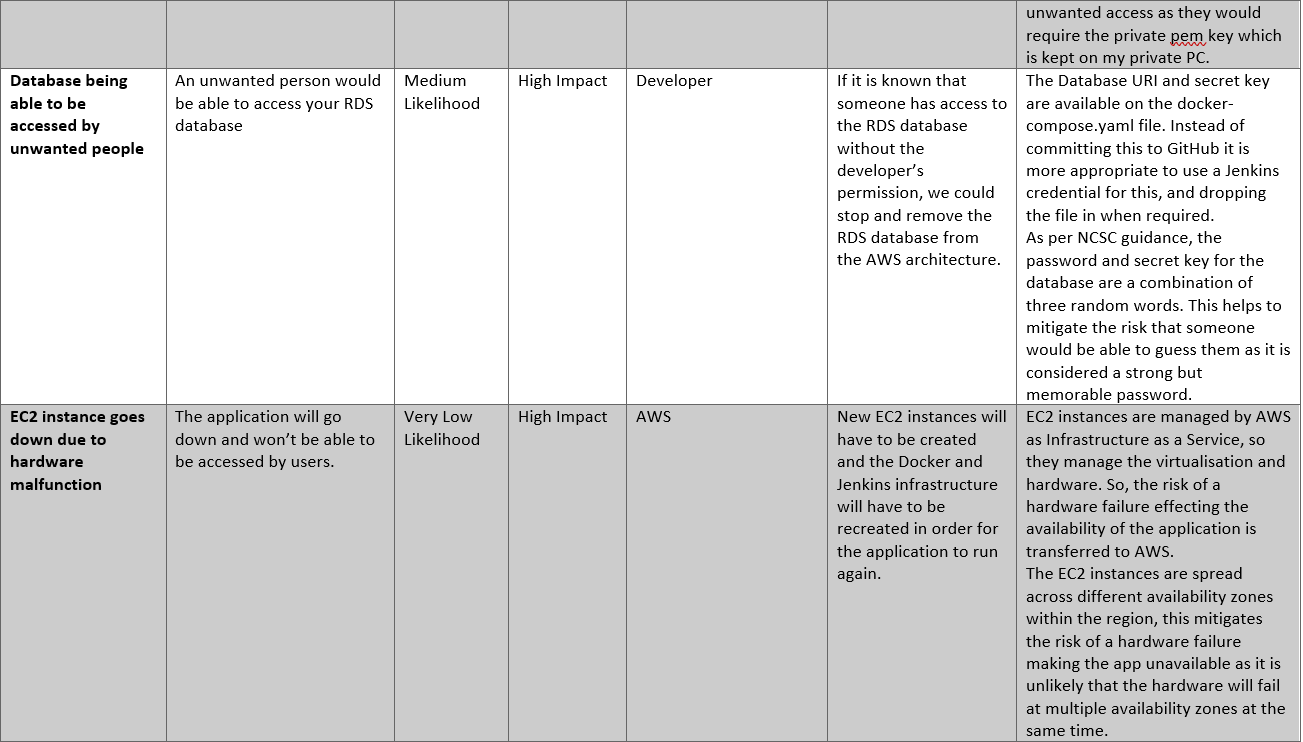 unwanted access as they would
require the private pem key which
is kept on my private PC.
Database being
able to be
accessed by
unwanted people
An unwanted person would
be able to access your RDS
database
Medium
Likelihood
High Impact
Developer
If it is known that
someone has access to
the RDS database
without the
developer’s
permission, we could
stop and remove the
RDS database from
the AWS architecture.
The Database URI and secret key
are available on the docker-
compose.yaml file. Instead of
committing this to GitHub it is
more appropriate to use a Jenkins
credential for this, and dropping
the file in when required.
As per NCSC guidance, the
password and secret key for the
database are a combination of
three random words. This helps to
mitigate the risk that someone
would be able to guess them as it is
considered a strong but
memorable password.
EC2 instance goes
down due to
hardware
malfunction
The application will go
down and won’t be able to
be accessed by users.
Very Low
Likelihood
High Impact
AWS
New EC2 instances will
have to be created
and the Docker and
Jenkins infrastructure
will have to be
recreated in order for
the application to run
again.
EC2 instances are managed by AWS
as Infrastructure as a Service, so
they manage the virtualisation and
hardware. So, the risk of a
hardware failure effecting the
availability of the application is
transferred to AWS.
The EC2 instances are spread
across different availability zones
within the region, this mitigates
the risk of a hardware failure
making the app unavailable as it is
unlikely that the hardware will fail
at multiple availability zones at the
same time.